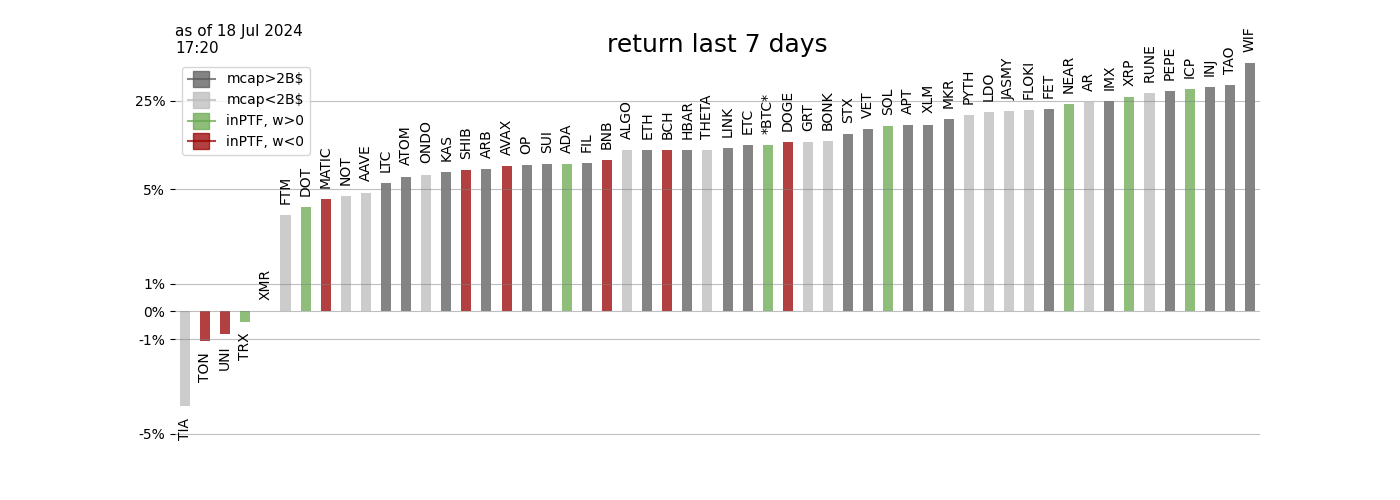 as of 18 Jul 2024
17:20
return last 7 days
mcap>2B$
mcap<2B$
inPTF, w>0
inPTF, w<0
25%
5%
1%
0%
-1%
-5%
TIA
TON
UNI
TRX
XMR
FTM
DOT
MATIC
NOT
AAVE
LTC
ATOM
ONDO
KAS
SHIB
ARB
AVAX
OP
SUI
ADA
FIL
BNB
ALGO
ETH
BCH
HBAR
THETA
LINK
ETC
*BTC*
DOGE
GRT
BONK
STX
VET
SOL
APT
XLM
MKR
PYTH
LDO
JASMY
FLOKI
FET
NEAR
AR
IMX
XRP
RUNE
PEPE
ICP
INJ
TAO
WIF